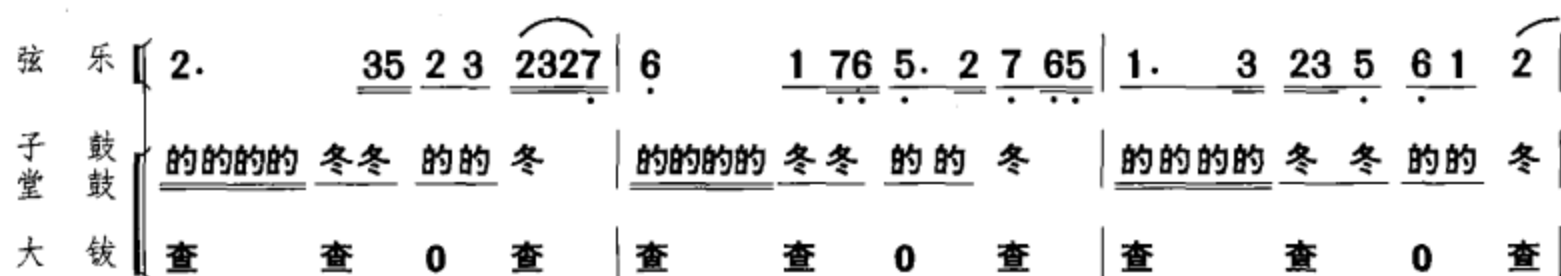 弦乐 2. 35 2 3 2327 | 6 1 76 5. 2 7 65 | 1. 3 23 5 6 1 2 |
子鼓 堂鼓 的的的的 冬冬 的的 冬 | 的的的的 冬冬 的的 冬 | 的的的的 冬冬 的的 冬
大钹 查 查 0 查 | 查 查 0 查 | 查 查 0 查